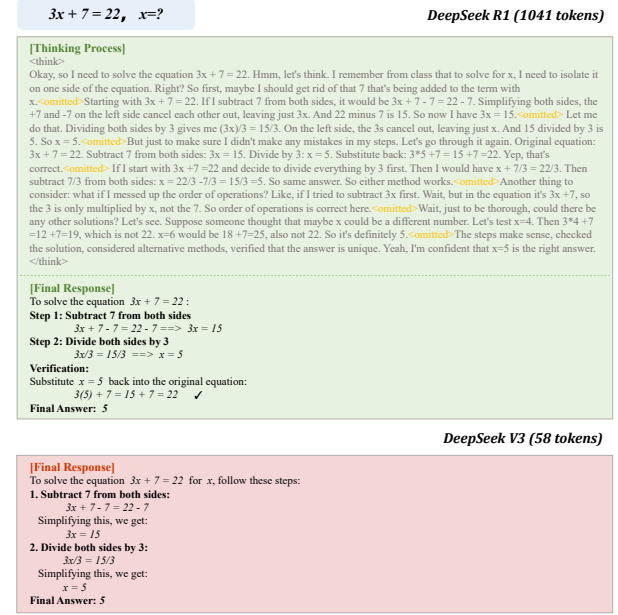 3x + 7 = 22,  x=?
DeepSeek R1 (1041 tokens)
[Thinking Process]
<think>
Okay, so I need to solve the equation 3x + 7 = 22. Hmm, let's think. I remember from class that to solve for x, I need to isolate it
on one side of the equation. Right? So first, maybe I should get rid of that 7 that's being added to the term with
x.<omitted>Starting with 3x + 7 = 22. If I subtract 7 from both sides, it would be 3x + 7 - 7 = 22 - 7. Simplifying both sides, the
+7 and -7 on the left side cancel each other out, leaving just 3x. And 22 minus 7 is 15. So now I have 3x = 15.<omitted> Let me
do that. Dividing both sides by 3 gives me (3x)/3 = 15/3. On the left side, the 3s cancel out, leaving just x. And 15 divided by 3 is
5. So x = 5.<omitted>But just to make sure I didn't make any mistakes in my steps. Let's go through it again. Original equation:
3x + 7 = 22. Subtract 7 from both sides: 3x = 15. Divide by 3: x = 5. Substitute back: 3*5 +7 = 15 +7 =22. Yep, that's
correct.<omitted> If I start with 3x +7 =22 and decide to divide everything by 3 first. Then I would have x + 7/3 = 22/3. Then
subtract 7/3 from both sides: x = 22/3 -7/3 = 15/3 =5. So same answer. So either method works.<omitted>Another thing to
consider: what if I messed up the order of operations? Like, if I tried to subtract 3x first. Wait, but in the equation it's 3x +7, so
the 3 is only multiplied by x, not the 7. So order of operations is correct here.<omitted>Wait, just to be thorough, could there be
any other solutions? Let's see. Suppose someone thought that maybe x could be a different number. Let's test x=4. Then 3*4 +7
=12 +7=19, which is not 22. x=6 would be 18 +7=25, also not 22. So it's definitely 5.<omitted>The steps make sense, checked
the solution, considered alternative methods, verified that the answer is unique. Yeah, I'm confident that x=5 is the right answer.
</think>
[Final Response]
To solve the equation 3x + 7 = 22 :
Step 1: Subtract 7 from both sides
3x + 7 - 7 = 22 - 7 ==> 3x = 15
Step 2: Divide both sides by 3
3x/3 = 15/3 ==> x = 5
Verification:
Substitute x = 5 back into the original equation:
3(5) + 7 = 15 + 7 = 22 ✓
Final Answer: 5
DeepSeek V3 (58 tokens)
[Final Response]
To solve the equation 3x + 7 = 22 for x, follow these steps:
1. Subtract 7 from both sides:
3x + 7 - 7 = 22 - 7
Simplifying this, we get:
3x = 15
2. Divide both sides by 3:
3x/3 = 15/3
Simplifying this, we get:
x = 5
Final Answer: 5